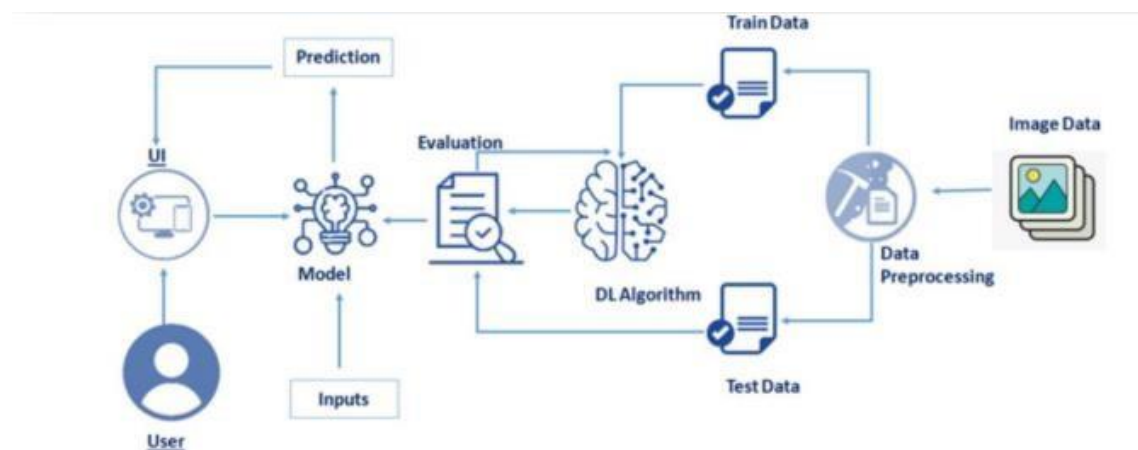 Train Data
Prediction
Image Data
Evaluation
UI
Data
Preprocessing
Model
DL Algorithm
Test Data
Inputs
User